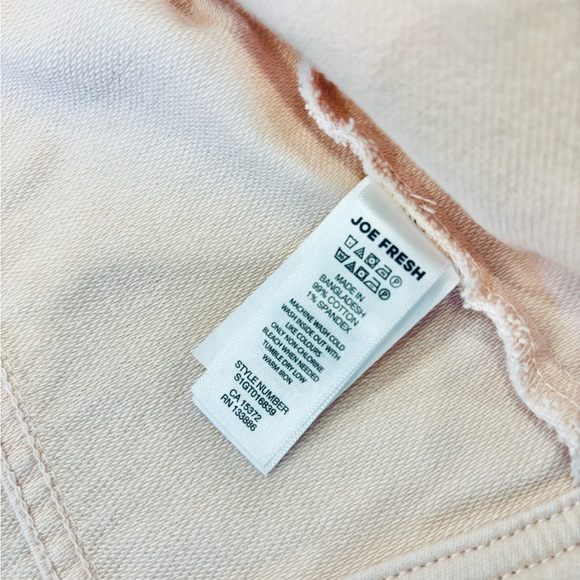 JOE FRESH
MADE IN
BANGLADESH
99% COTTON
1% SPANDEX
MACHINE WASH COLD
WASH INSIDE OUT WITH
LIKE COLOURS
ONLY NON-CHLORINE
BLEACH WHEN NEEDED
TUMBLE DRY LOW
WARM IRON
STYLE NUMBER
S1GT016839
CA 15372
RN 133886